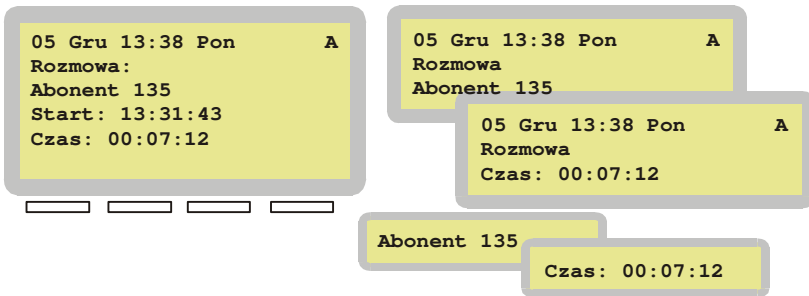 05 Gru 13:38 Pon A
Rozmowa:
Abonent 135
Start: 13:31:43
Czas: 00:07:12
05 Gru 13:38 Pon A
Rozmowa
Abonent 135
05 Gru 13:38 Pon A
Rozmowa
Czas: 00:07:12
Abonent 135
Czas: 00:07:12